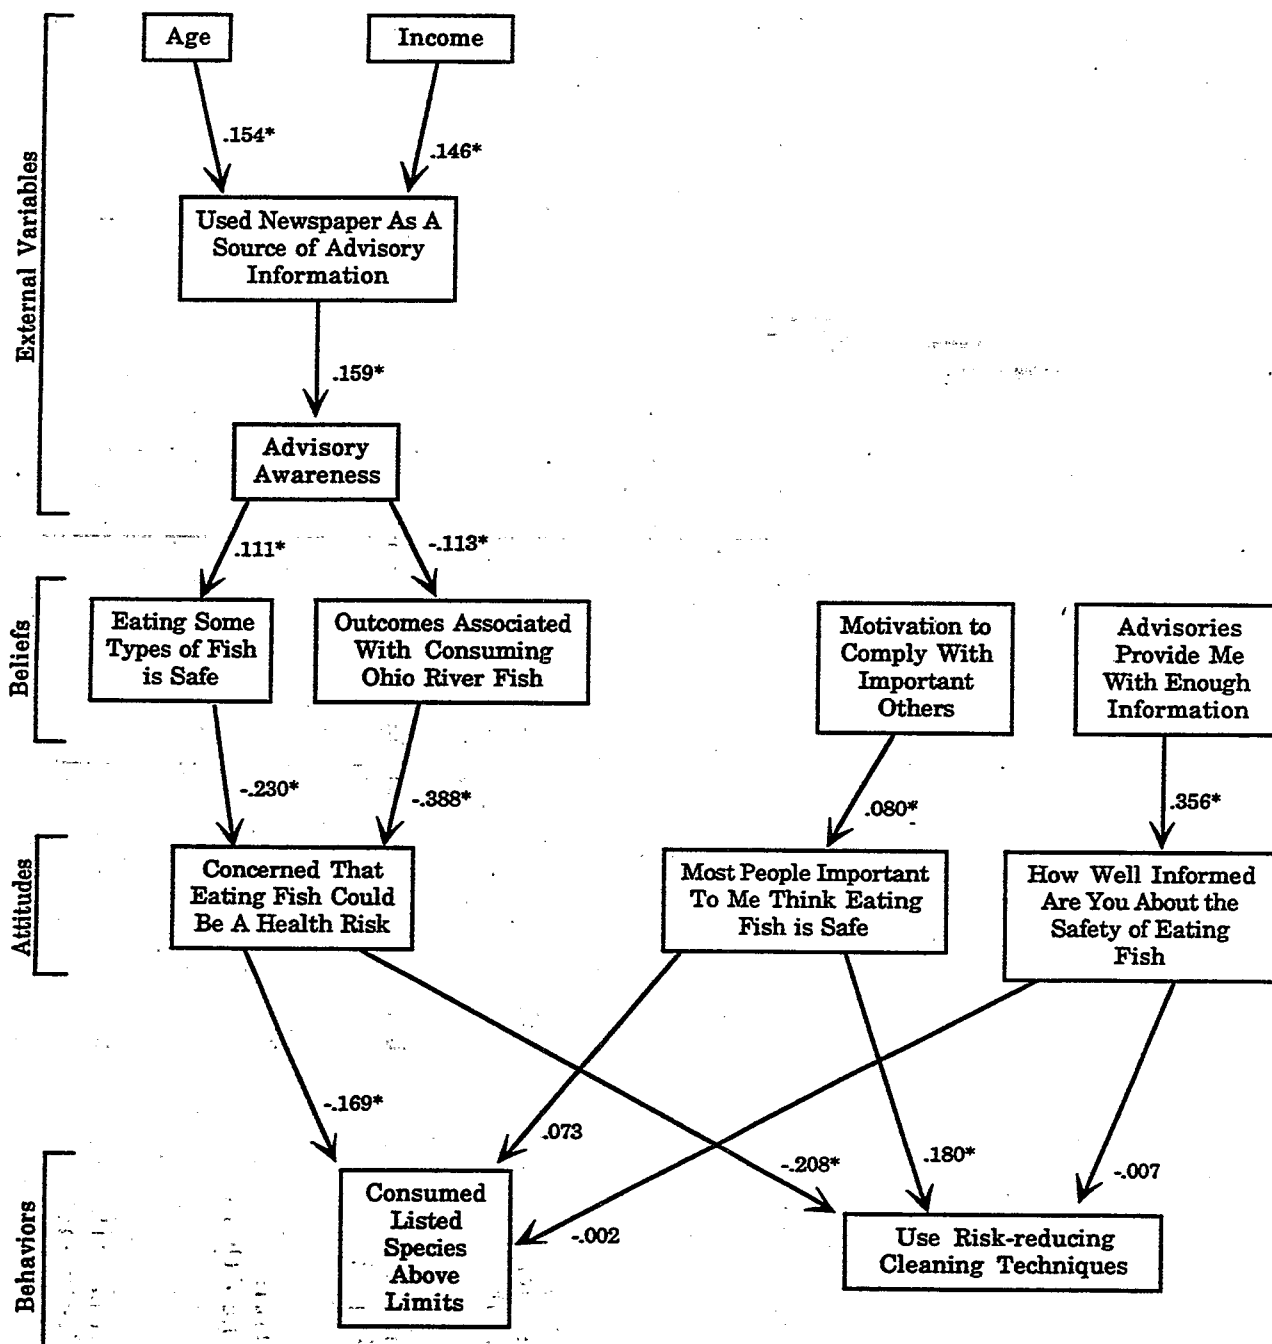 External Variables
Age
Income
.154*
.146*
Used Newspaper As A
Source of Advisory
Information
.159*
Advisory
Awareness
.111*
-.113*
Beliefs
Eating Some
Types of Fish
is Safe
Outcomes Associated
With Consuming
Ohio River Fish
Motivation to
Comply With
Important
Others
Advisories
Provide Me
With Enough
Information
-.230*
-.388*
.080*
.356*
Attitudes
Concerned That
Eating Fish Could
Be A Health Risk
Most People Important
To Me Think Eating
Fish is Safe
How Well Informed
Are You About the
Safety of Eating
Fish
-.169*
.073
-.002
-.208*
.180*
-.007
Behaviors
Consumed
Listed
Species
Above
Limits
Use Risk-reducing
Cleaning Techniques